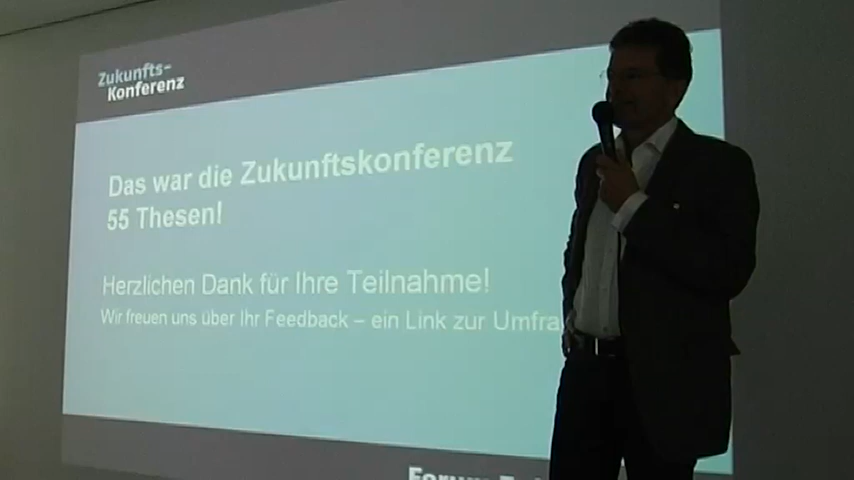 Zukunfts-
Konferenz
Das war die Zukunftskonferenz
55 Thesen!
Herzlichen Dank für Ihre Teilnahme!
Wir freuen uns über Ihr Feedback – ein Link zur